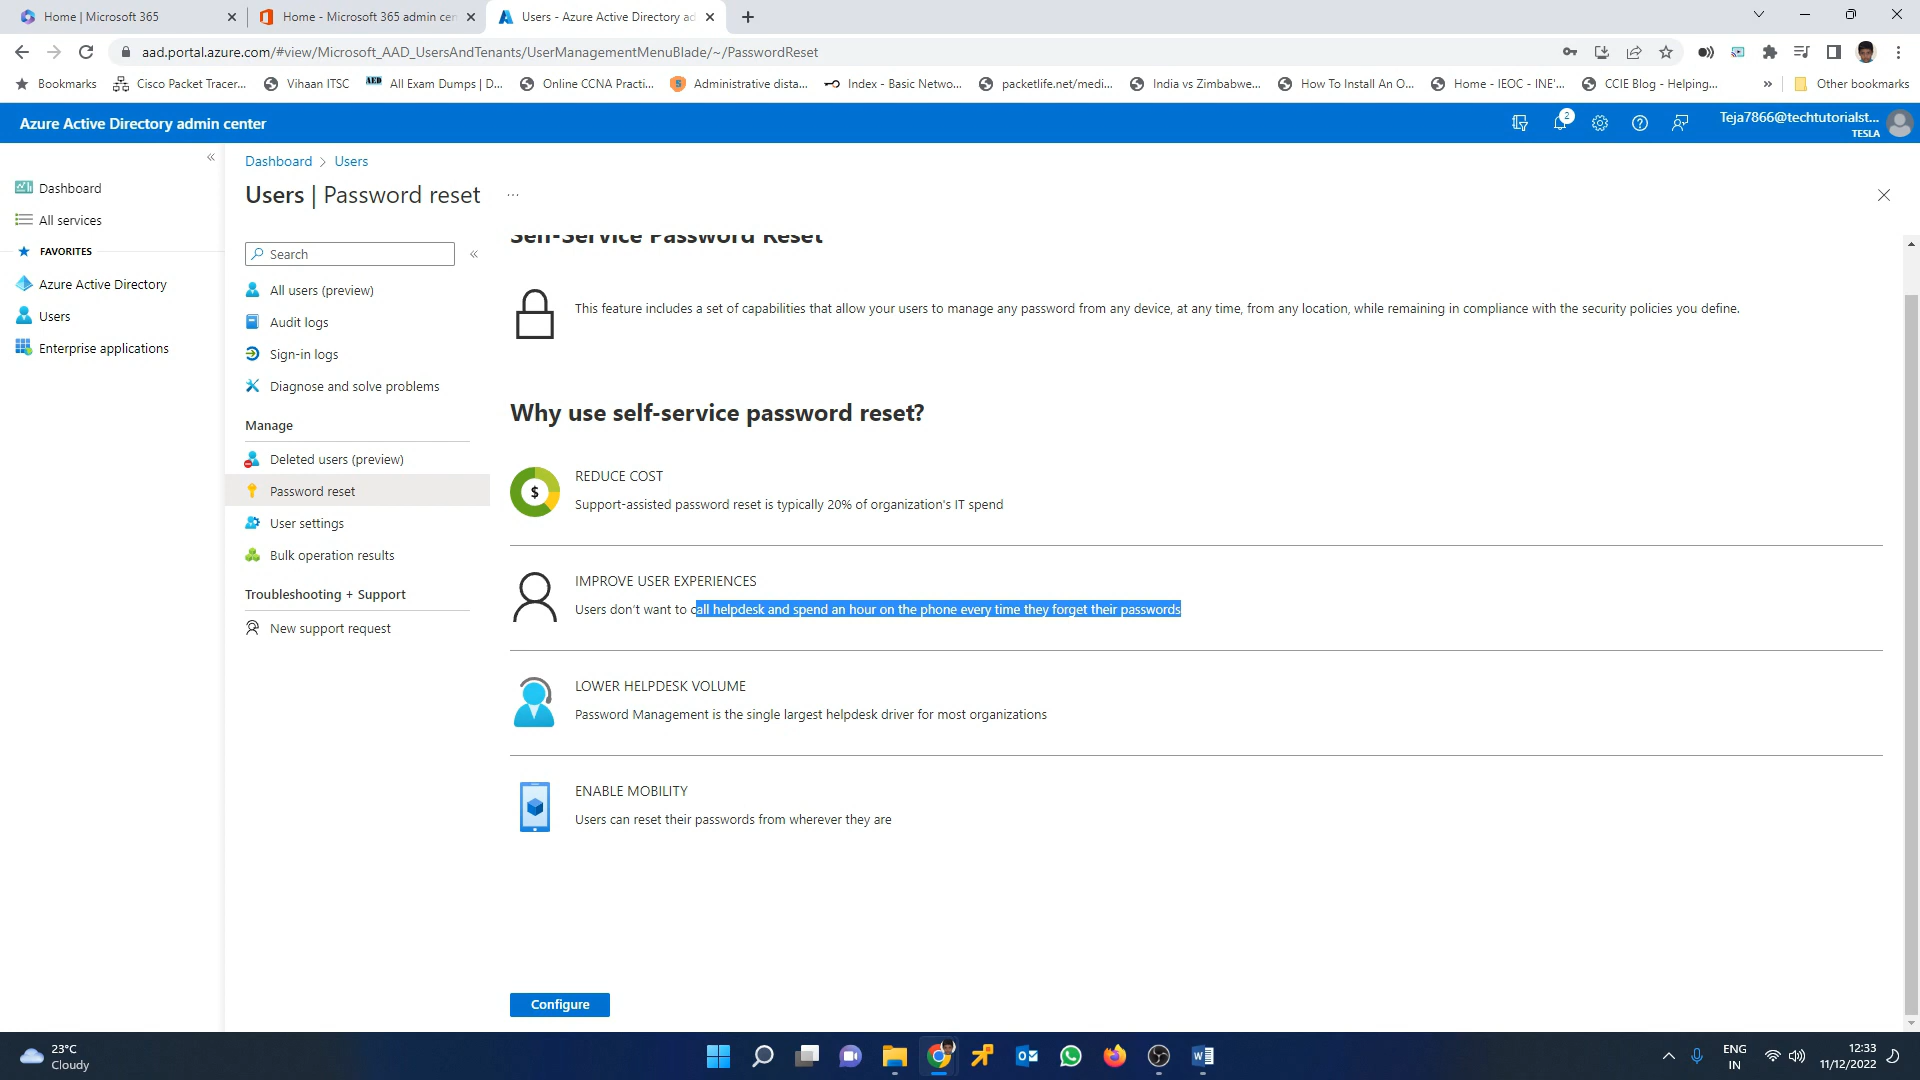 Home | Microsoft 365
Home - Microsoft 365 admin cen
Users - Azure Active Directory ad
aad.portal.azure.com/#view/Microsoft_AAD_UsersAndTenants/UserManagementMenuBlade/~/PasswordReset
Bookmarks
Cisco Packet Tracer...
Vihaan ITSC
AED
All Exam Dumps | D...
Online CCNA Practi...
Administrative dista...
Index - Basic Netwo...
packetlife.net/medi...
India vs Zimbabwe...
How To Install An O...
Home - IEOC - INE'...
CCIE Blog - Helping...
»
Other bookmarks
Azure Active Directory admin center
2
Teja7866@techtutorialst...
TESLA
«
Dashboard
All services
FAVORITES
Azure Active Directory
Users
Enterprise applications
Dashboard > Users
Users | Password reset ...
Search
«
All users (preview)
Audit logs
Sign-in logs
Diagnose and solve problems
Manage
Deleted users (preview)
Password reset
User settings
Bulk operation results
Troubleshooting + Support
New support request
Self-Service Password Reset
This feature includes a set of capabilities that allow your users to manage any password from any device, at any time, from any location, while remaining in compliance with the security policies you define.
Why use self-service password reset?
$
REDUCE COST
Support-assisted password reset is typically 20% of organization's IT spend
IMPROVE USER EXPERIENCES
Users don't want to call helpdesk and spend an hour on the phone every time they forget their passwords
LOWER HELPDESK VOLUME
Password Management is the single largest helpdesk driver for most organizations
ENABLE MOBILITY
Users can reset their passwords from wherever they are
Configure
23°C
Cloudy
ENG
IN
12:33
11/12/2022